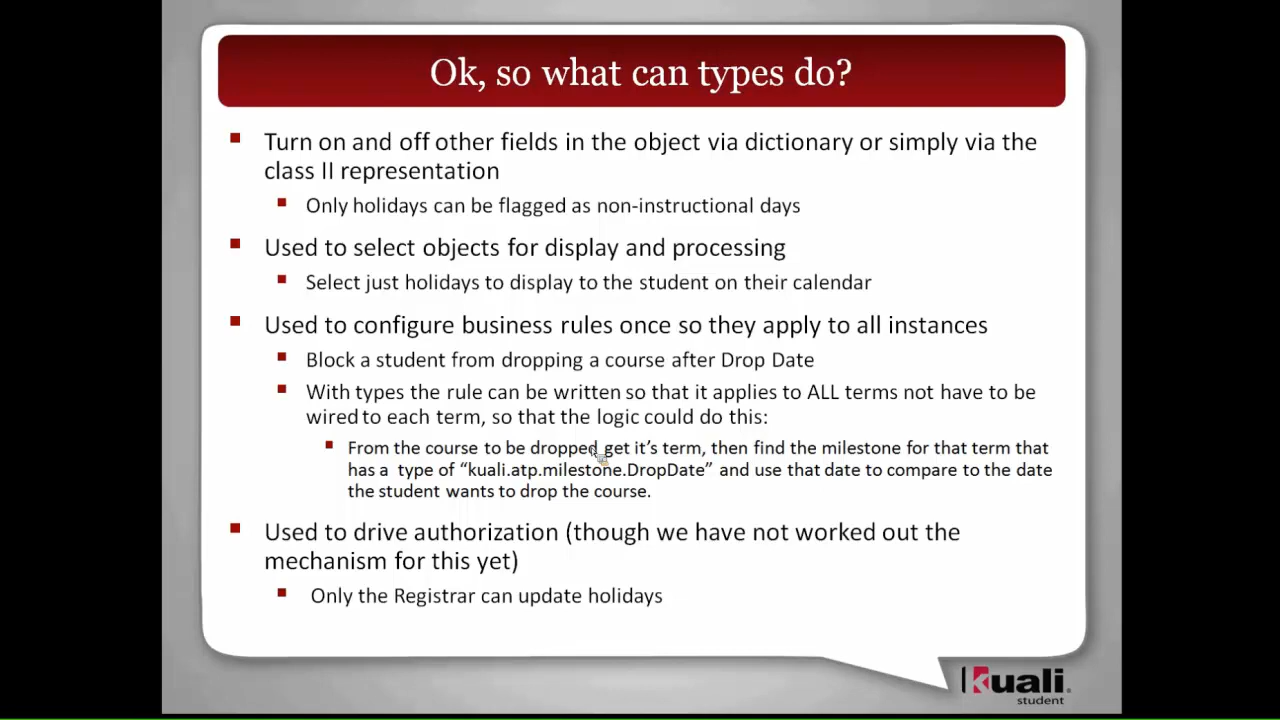 Ok, so what can types do?
Turn on and off other fields in the object via dictionary or simply via the
class II representation
Only holidays can be flagged as non-instructional days
Used to select objects for display and processing
Select just holidays to display to the student on their calendar
Used to configure business rules once so they apply to all instances
Block a student from dropping a course after Drop Date
With types the rule can be written so that it applies to ALL terms not have to be
wired to each term, so that the logic could do this:
From the course to be dropped get it's term, then find the milestone for that term that
has a type of “kuali.atp.milestone.DropDate” and use that date to compare to the date
the student wants to drop the course.
Used to drive authorization (though we have not worked out the
mechanism for this yet)
Only the Registrar can update holidays
Kuali
student